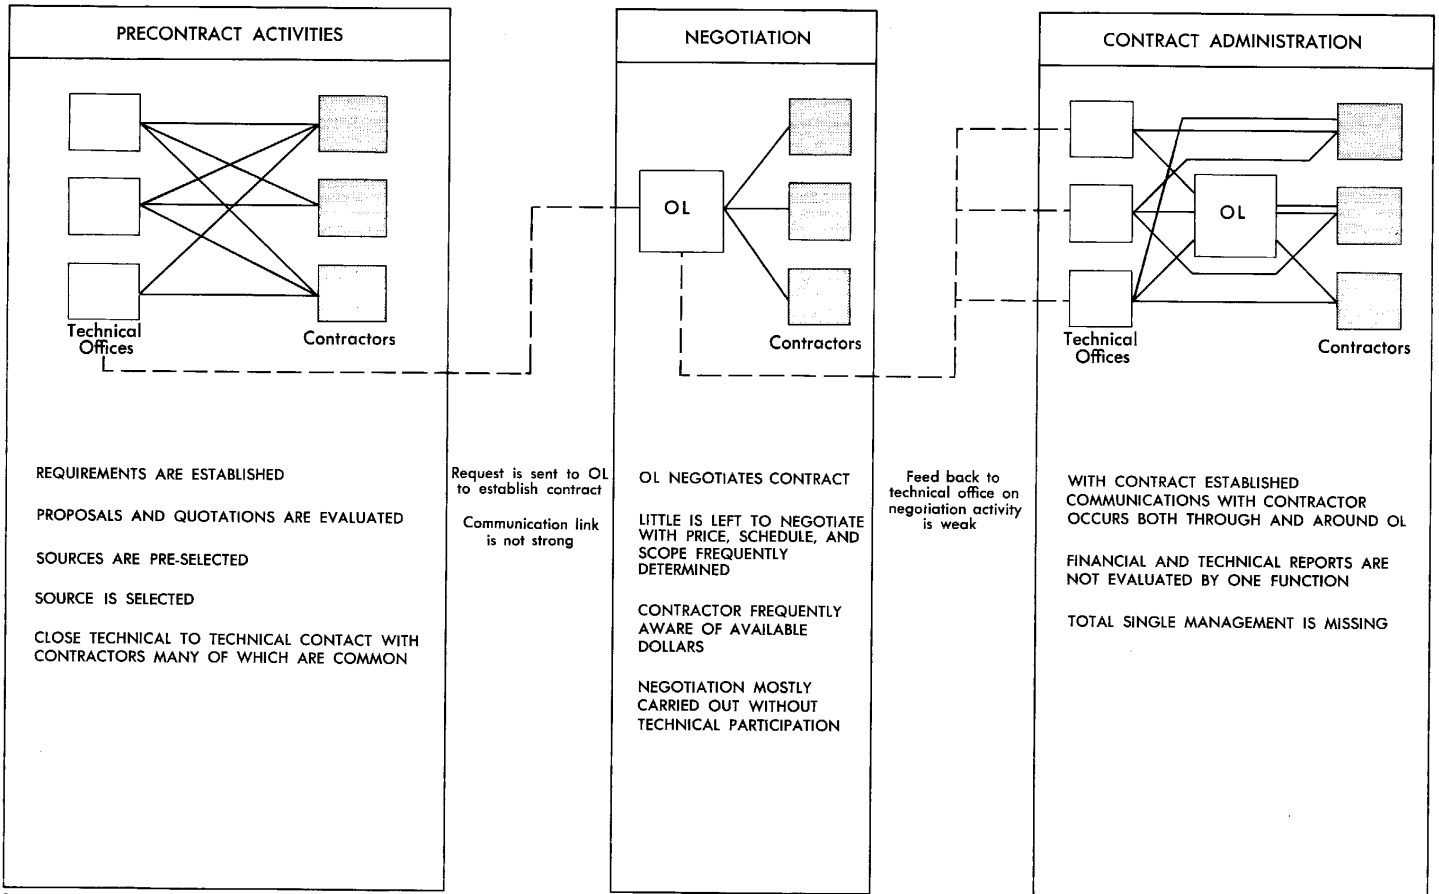 PRECONTRACT ACTIVITIES
Technical
Offices
Contractors
REQUIREMENTS ARE ESTABLISHED
PROPOSALS AND QUOTATIONS ARE EVALUATED
SOURCES ARE PRE-SELECTED
SOURCE IS SELECTED
CLOSE TECHNICAL TO TECHNICAL CONTACT WITH
CONTRACTORS MANY OF WHICH ARE COMMON
Request is sent to OL
to establish contract
Communication link
is not strong
NEGOTIATION
OL
Contractors
OL NEGOTIATES CONTRACT
LITTLE IS LEFT TO NEGOTIATE
WITH PRICE, SCHEDULE, AND
SCOPE FREQUENTLY
DETERMINED
CONTRACTOR FREQUENTLY
AWARE OF AVAILABLE
DOLLARS
NEGOTIATION MOSTLY
CARRIED OUT WITHOUT
TECHNICAL PARTICIPATION
Feed back to
technical office on
negotiation activity
is weak
CONTRACT ADMINISTRATION
OL
Technical
Offices
Contractors
WITH CONTRACT ESTABLISHED
COMMUNICATIONS WITH CONTRACTOR
OCCURS BOTH THROUGH AND AROUND OL
FINANCIAL AND TECHNICAL REPORTS ARE
NOT EVALUATED BY ONE FUNCTION
TOTAL SINGLE MANAGEMENT IS MISSING